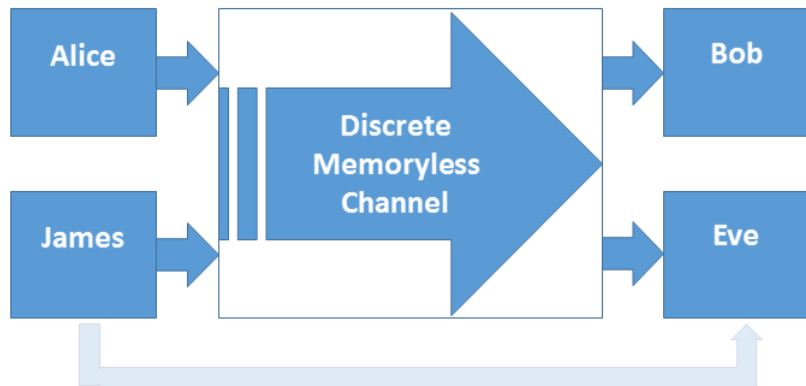 Alice
Bob
Discrete
Memoryless
Channel
James
Eve